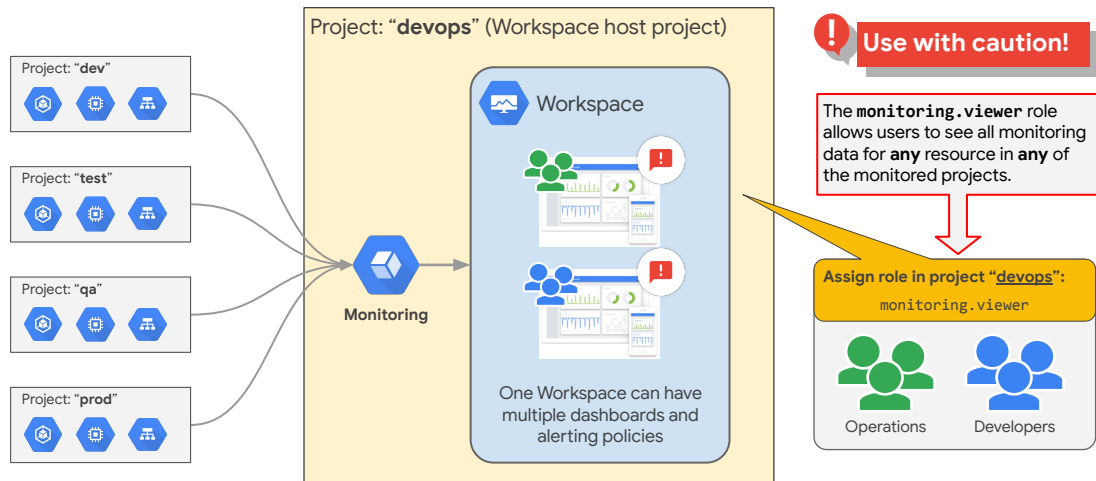 Project: “devops” (Workspace host project)
Project: “dev”
Project: “test”
Project: “qa”
Project: “prod”
Monitoring
Workspace
One Workspace can have
multiple dashboards and
alerting policies
Use with caution!
The monitoring.viewer role
allows users to see all monitoring
data for any resource in any of
the monitored projects.
Assign role in project “devops”:
monitoring.viewer
Operations
Developers